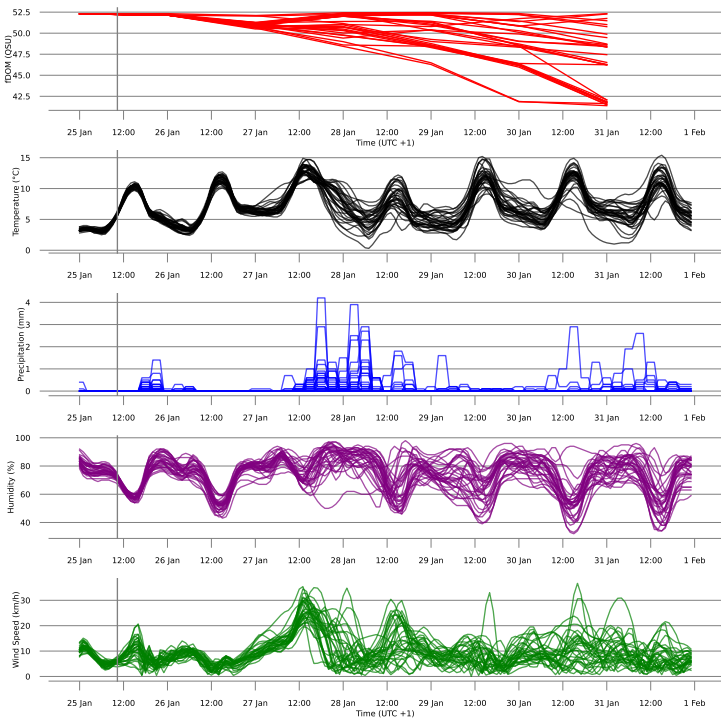 52.5
50.0
47.5
45.0
42.5
fDOM (QSU)
25 Jan 12:00 26 Jan 12:00 27 Jan 12:00 28 Jan 12:00 29 Jan 12:00 30 Jan 12:00 31 Jan 12:00 1 Feb
Time (UTC +1)
15
10
5
0
Temperature (°C)
25 Jan 12:00 26 Jan 12:00 27 Jan 12:00 28 Jan 12:00 29 Jan 12:00 30 Jan 12:00 31 Jan 12:00 1 Feb
4
3
2
1
0
Precipitation (mm)
25 Jan 12:00 26 Jan 12:00 27 Jan 12:00 28 Jan 12:00 29 Jan 12:00 30 Jan 12:00 31 Jan 12:00 1 Feb
100
80
60
40
Humidity (%)
25 Jan 12:00 26 Jan 12:00 27 Jan 12:00 28 Jan 12:00 29 Jan 12:00 30 Jan 12:00 31 Jan 12:00 1 Feb
30
20
10
0
Wind Speed (km/h)
25 Jan 12:00 26 Jan 12:00 27 Jan 12:00 28 Jan 12:00 29 Jan 12:00 30 Jan 12:00 31 Jan 12:00 1 Feb
Time (UTC +1)